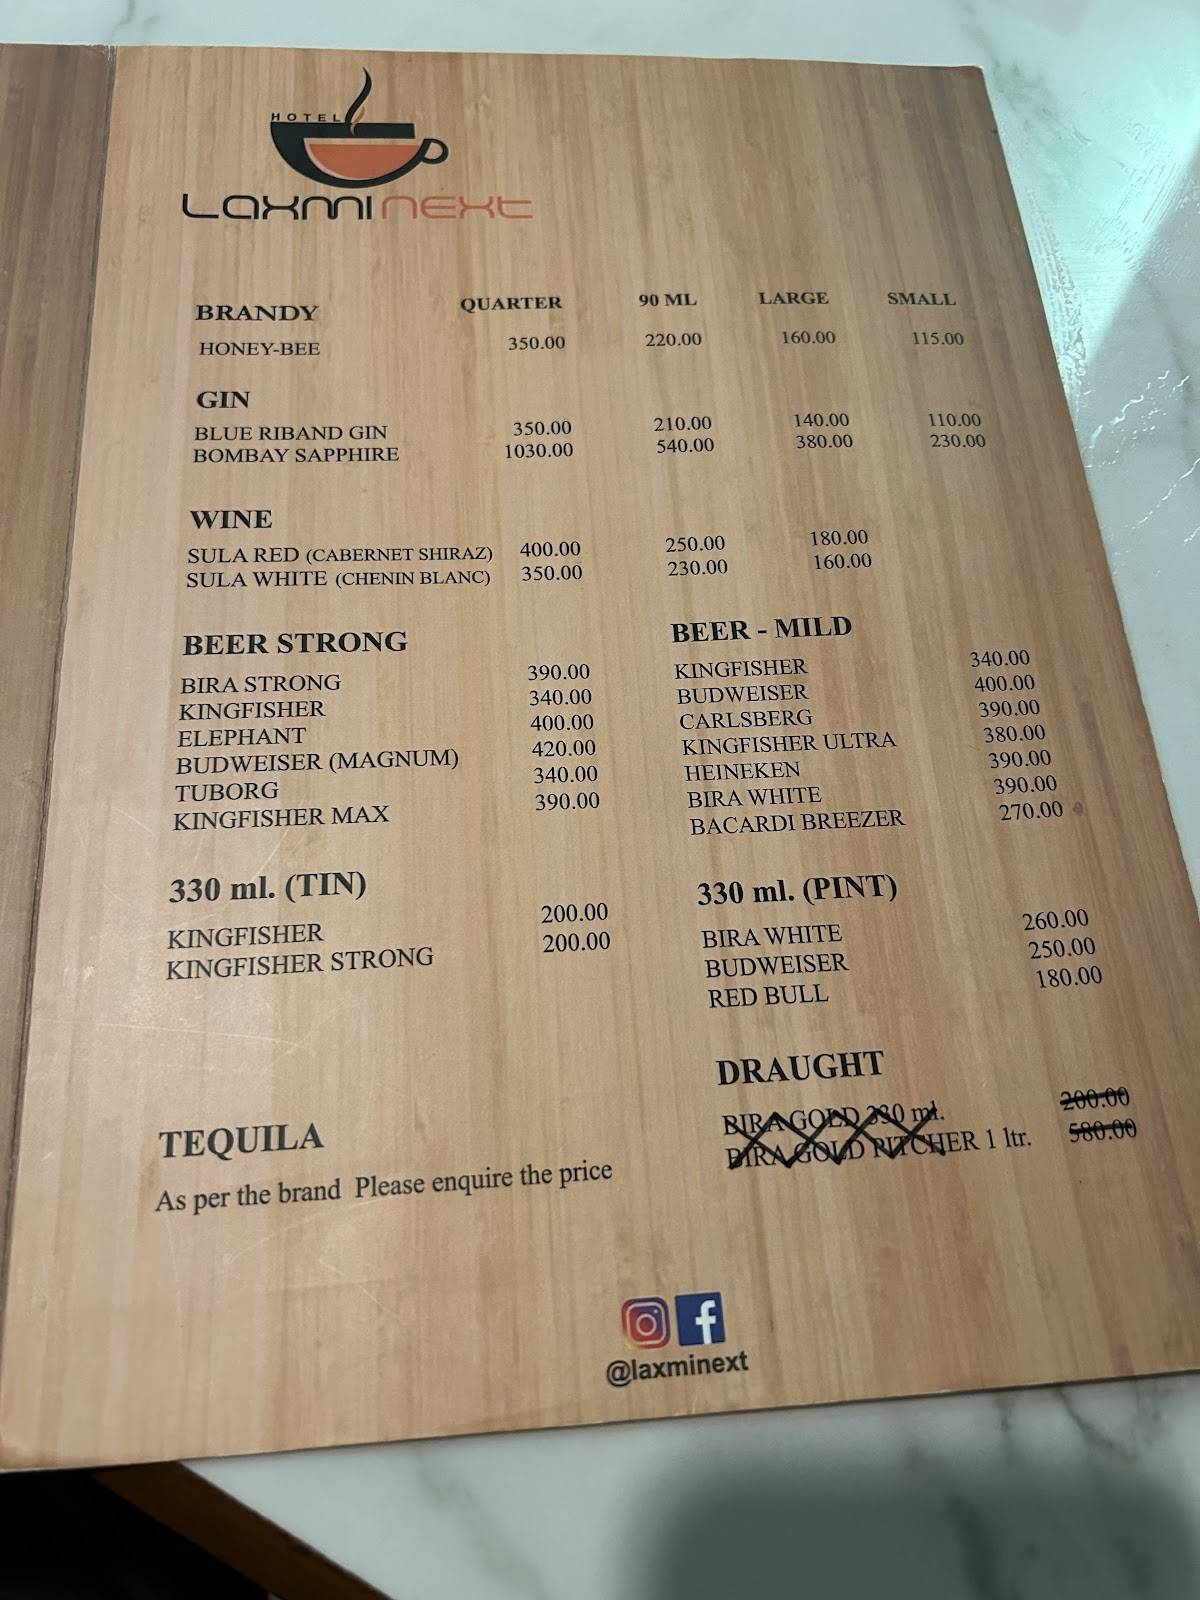 HOTEL
LAXMI NEXT
BRANDY QUARTER 90 ML LARGE SMALL
HONEY-BEE 350.00 220.00 160.00 115.00
GIN
BLUE RIBAND GIN 350.00 210.00 140.00 110.00
BOMBAY SAPPHIRE 1030.00 540.00 380.00 230.00
WINE
SULA RED (CABERNET SHIRAZ) 400.00 250.00 180.00
SULA WHITE (CHENIN BLANC) 350.00 230.00 160.00
BEER STRONG
BIRA STRONG 390.00
KINGFISHER 340.00
ELEPHANT 400.00
BUDWEISER (MAGNUM) 420.00
TUBORG 340.00
KINGFISHER MAX 390.00
BEER - MILD
KINGFISHER 340.00
BUDWEISER 400.00
CARLSBERG 390.00
KINGFISHER ULTRA 380.00
HEINEKEN 390.00
BIRA WHITE 390.00
BACARDI BREEZER 270.00
330 ml. (TIN)
KINGFISHER 200.00
KINGFISHER STRONG 200.00
330 ml. (PINT)
BIRA WHITE 260.00
BUDWEISER 250.00
RED BULL 180.00
DRAUGHT
BIRA GOLD 330 ml. 200.00
BIRA GOLD PITCHER 1 ltr. 580.00
TEQUILA
As per the brand Please enquire the price
@laxminext